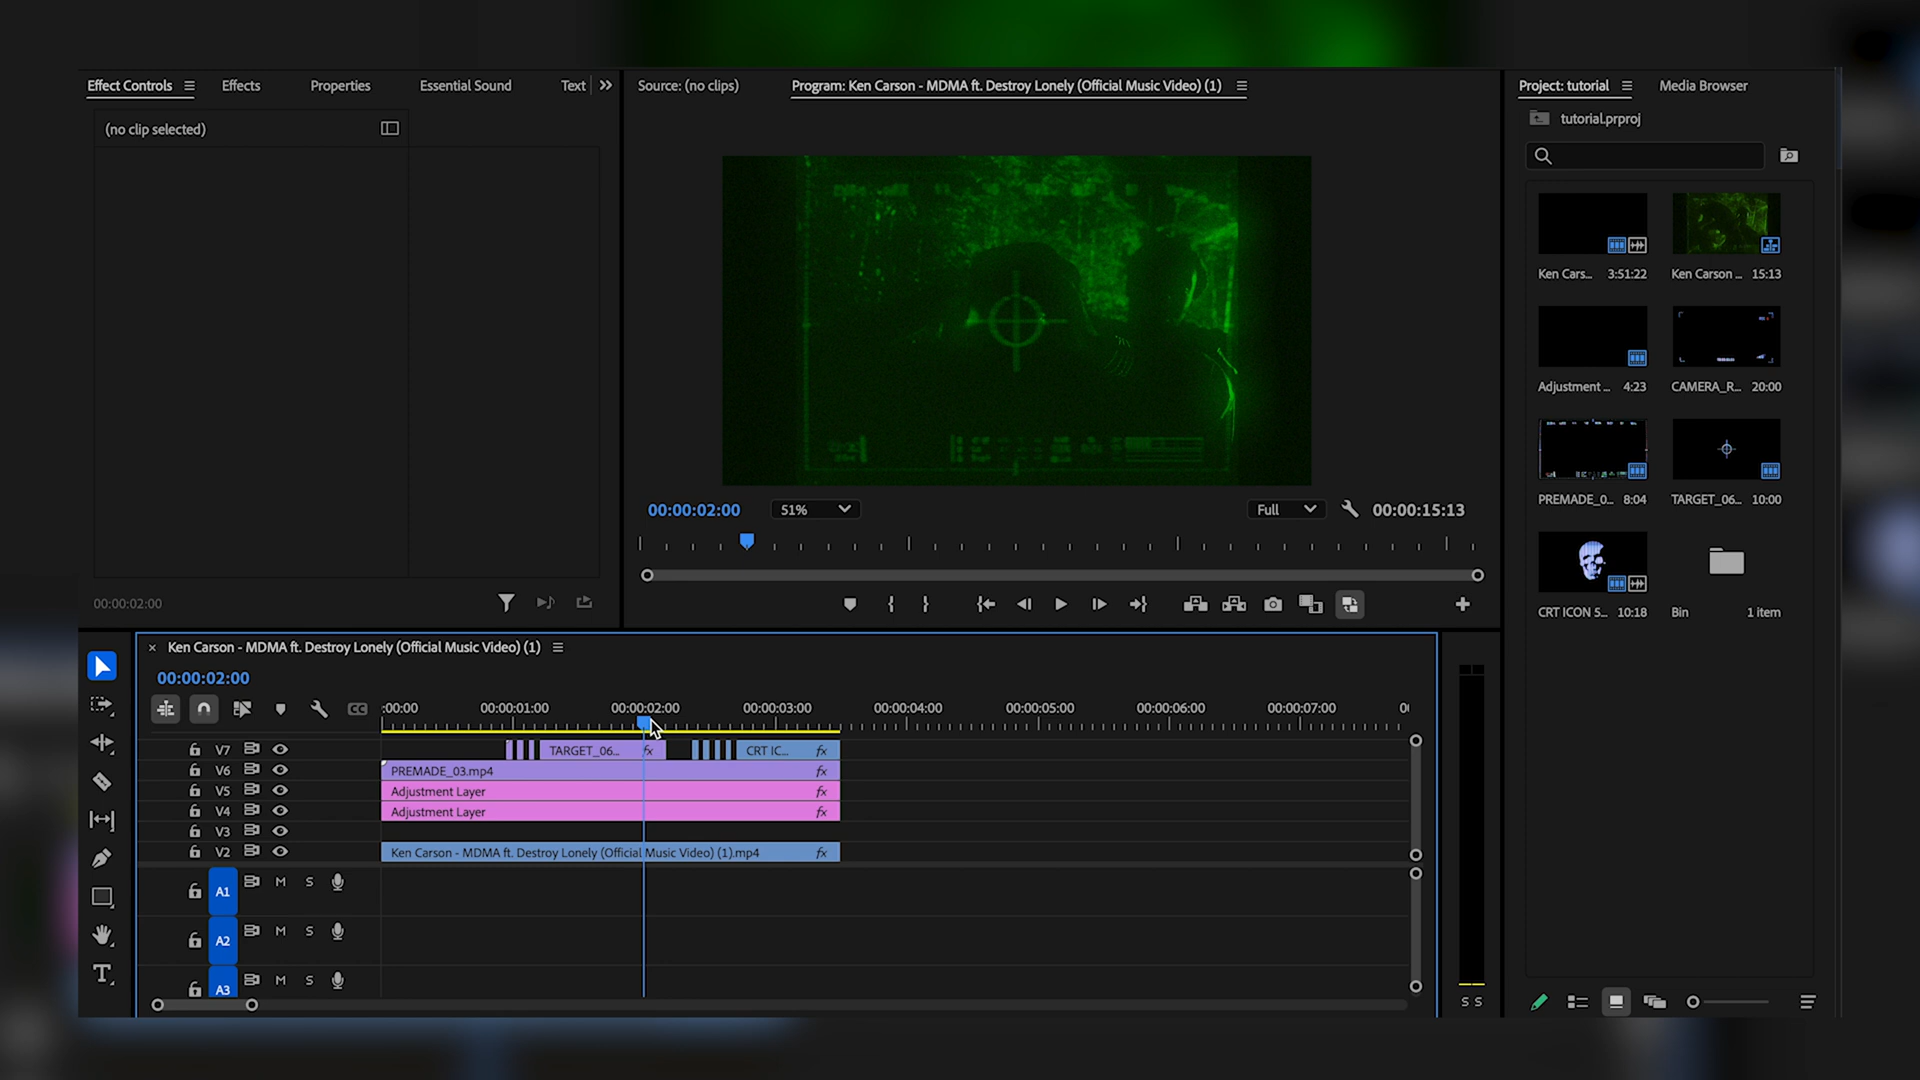 Effect Controls
Effects
Properties
Essential Sound
Text
Source: (no clips)
Program: Ken Carson - MDMA ft. Destroy Lonely (Official Music Video) (1)
Project: tutorial
Media Browser
(no clip selected)
tutorial.prproj
Ken Cars... 3:51:22
Ken Carson ... 15:13
Adjustment ... 4:23
CAMERA_R... 20:00
PREMADE_0... 8:04
TARGET_06... 10:00
CRT ICON S... 10:18
Bin 1 item
00:00:02:00
51%
Full
00:00:15:13
00:00:02:00
Ken Carson - MDMA ft. Destroy Lonely (Official Music Video) (1)
00:00:02:00
CC
:00:00
00:00:01:00
00:00:02:00
00:00:03:00
00:00:04:00
00:00:05:00
00:00:06:00
00:00:07:00
V7
TARGET_06... fx
CRT IC... fx
V6
PREMADE_03.mp4 fx
V5
Adjustment Layer fx
V4
Adjustment Layer fx
V3
V2
Ken Carson - MDMA ft. Destroy Lonely (Official Music Video) (1).mp4 fx
A1 M S
A2 M S
A3 M S
S S